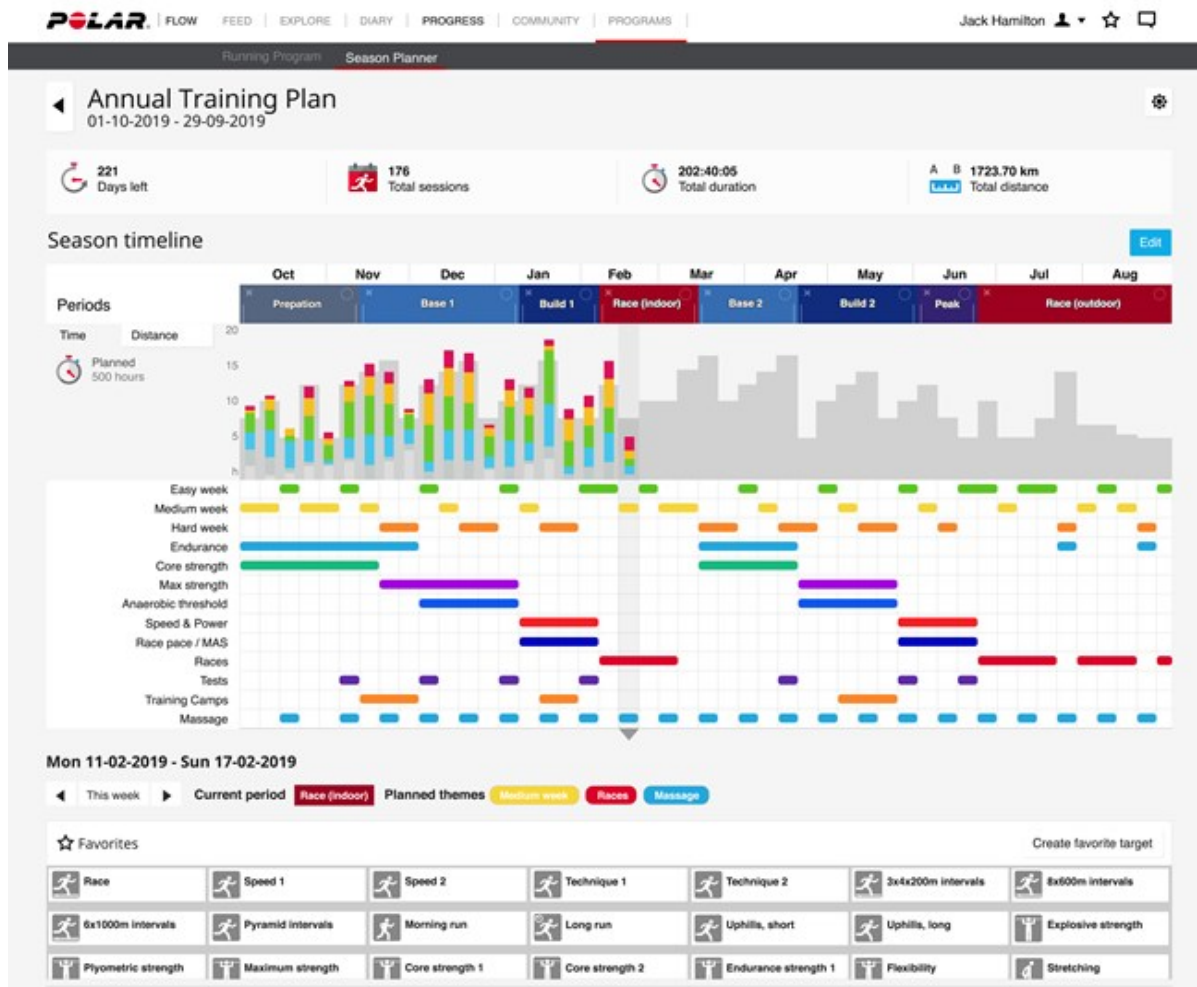 POLAR. FLOW FEED EXPLORE DIARY PROGRESS COMMUNITY PROGRAMS Jack Hamilton
Running Program Season Planner
Annual Training Plan
01-10-2019 - 29-09-2019
221 176 202:40:05 A B 1723.70 km
Days left Total sessions Total duration Total distance
Season timeline Edit
Oct Nov Dec Jan Feb Mar Apr May Jun Jul Aug
Periods Prepation Base 1 Build 1 Race (indoor) Base 2 Build 2 Peak Race (outdoor)
Time Distance 20
Planned 15
500 hours
10
5
h
Easy week
Medium week
Hard week
Endurance
Core strength
Max strength
Anaerobic threshold
Speed & Power
Race pace / MAS
Races
Tests
Training Camps
Massage
Mon 11-02-2019 - Sun 17-02-2019
This week Current period Race (indoor) Planned themes Medium week Races Massage
Favorites Create favorite target
Race Speed 1 Speed 2 Technique 1 Technique 2 3x4x200m intervals 8x600m intervals
6x1000m intervals Pyramid intervals Morning run Long run Uphills, short Uphills, long Explosive strength
Plyometric strength Maximum strength Core strength 1 Core strength 2 Endurance strength 1 Flexibility Stretching